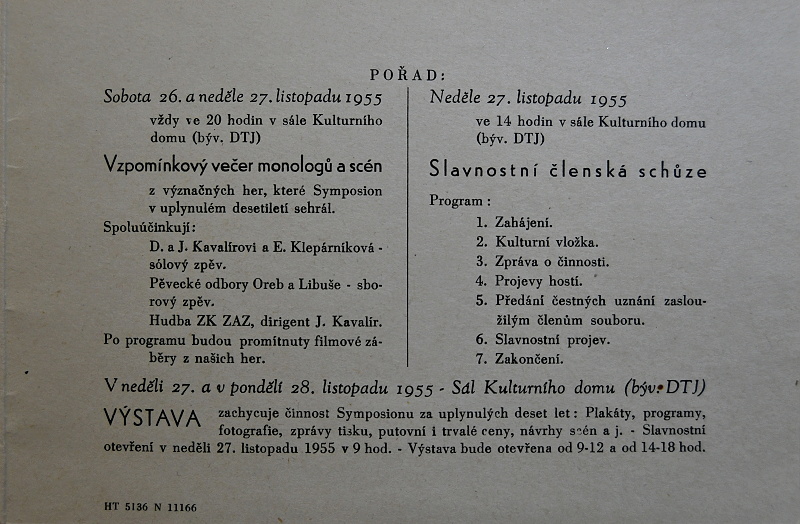 POŘAD:
Sobota 26. a neděle 27. listopadu 1955
vždy ve 20 hodin v sále Kulturního
domu (býv. DTJ)
Vzpomínkový večer monologů a scén
z význačných her, které Symposion
v uplynulém desetiletí sehrál.
Spoluúčinkují:
D. a J. Kavalírovi a E. Klepárníková -
sólový zpěv.
Pěvecké odbory Oreb a Libuše - sbo-
rový zpěv.
Hudba ZK ZAZ, dirigent J. Kavalír.
Po programu budou promítnuty filmové zá-
běry z našich her.
Neděle 27. listopadu 1955
ve 14 hodin v sále Kulturního domu
(býv. DTJ)
Slavnostní členská schůze
Program :
1. Zahájení.
2. Kulturní vložka.
3. Zpráva o činnosti.
4. Projevy hostí.
5. Předání čestných uznání zaslou-
žilým členům souboru.
6. Slavnostní projev.
7. Zakončení.
V neděli 27. a v pondělí 28. listopadu 1955 - Sál Kulturního domu (býv. DTJ)
VÝSTAVA zachycuje činnost Symposionu za uplynulých deset let : Plakáty, programy,
fotografie, zprávy tisku, putovní i trvalé ceny, návrhy scén a j. - Slavnostní
otevření v neděli 27. listopadu 1955 v 9 hod. - Výstava bude otevřena od 9-12 a od 14-18 hod.
HT 5136 N 11166